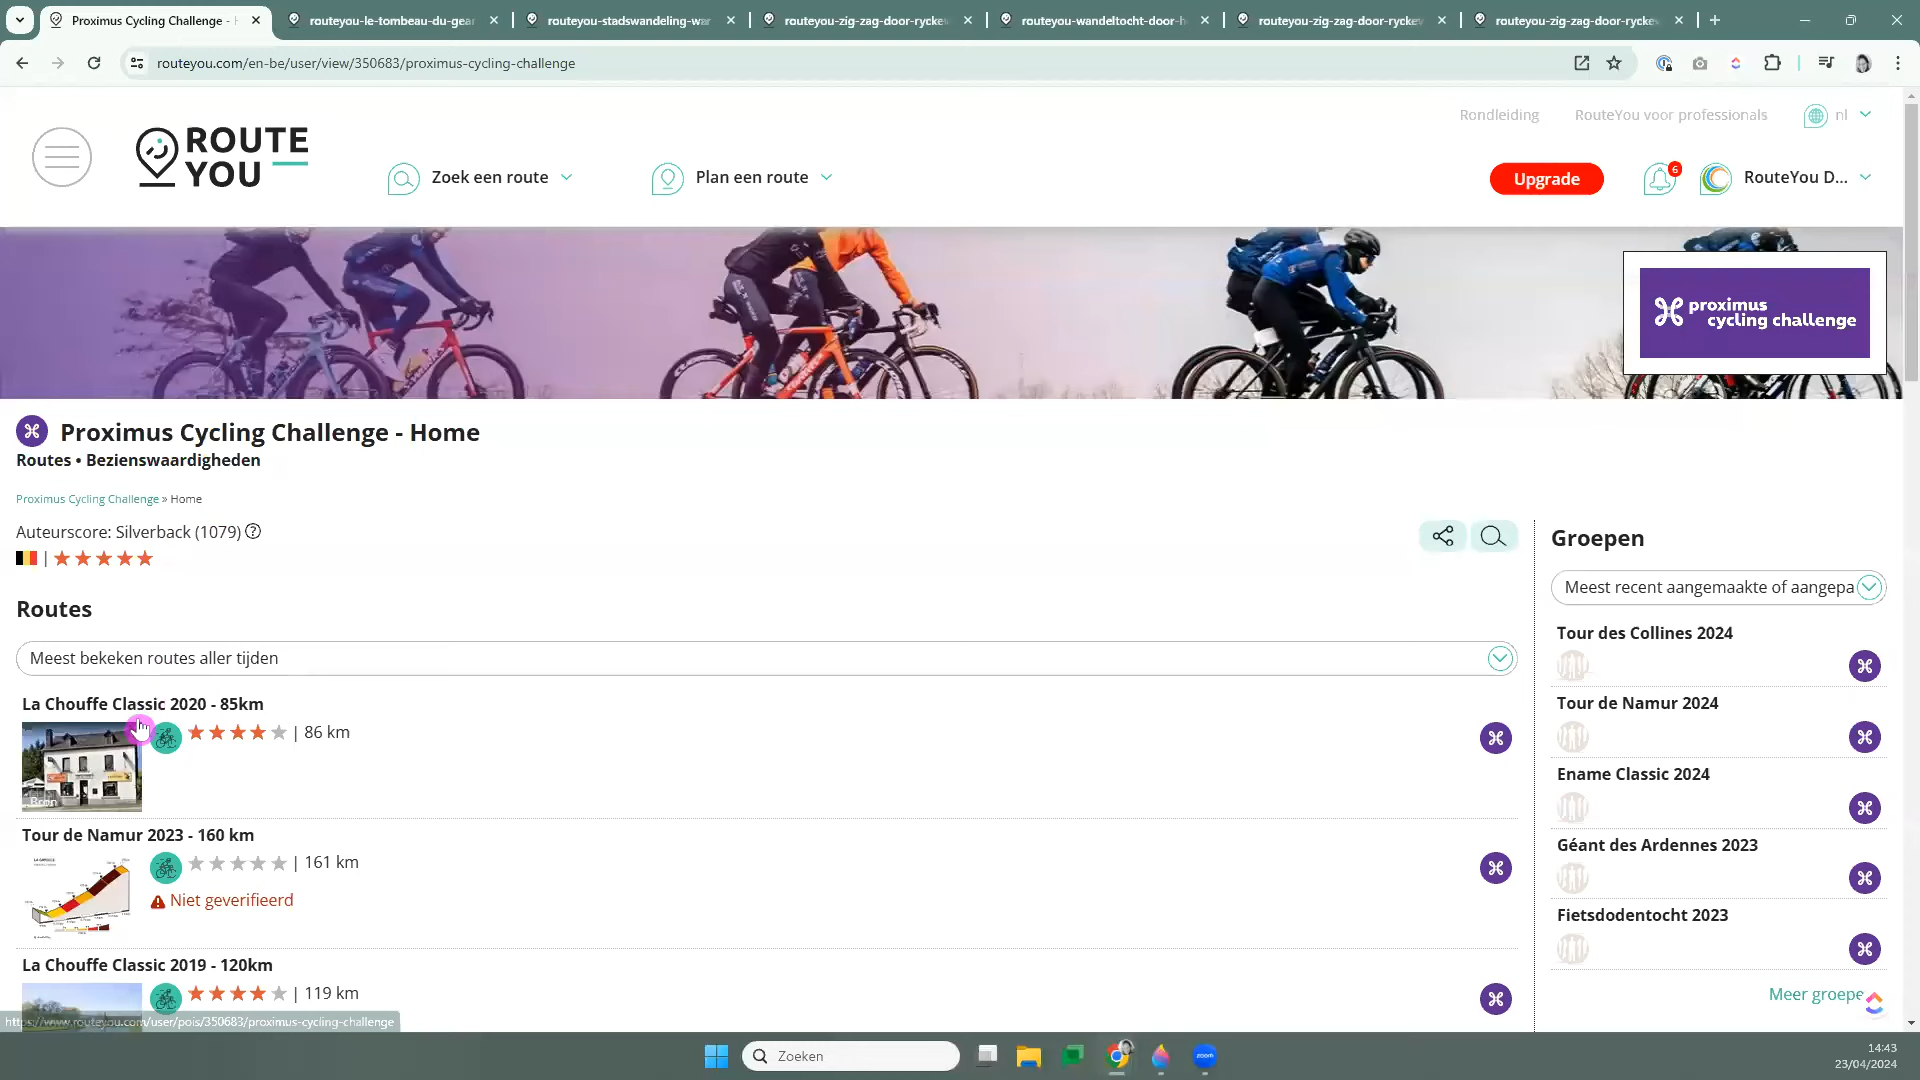 Proximus Cycling Challenge - H
routeyou-le-tombeau-du-gear
routeyou-stadswandeling-war
routeyou-zig-zag-door-rycke
routeyou-wandeltocht-door-h
routeyou-zig-zag-door-rycke
routeyou-zig-zag-door-rycke
routeyou.com/en-be/user/view/350683/proximus-cycling-challenge
Rondleiding
RouteYou voor professionals
nl
ROUTE
YOU
Zoek een route
Plan een route
Upgrade
6
RouteYou D...
proximus
cycling challenge
Proximus Cycling Challenge - Home
Routes • Bezienswaardigheden
Proximus Cycling Challenge » Home
Auteurscore: Silverback (1079) ?
|
Routes
Meest bekeken routes aller tijden
La Chouffe Classic 2020 - 85km
| 86 km
Bron
Tour de Namur 2023 - 160 km
| 161 km
Niet geverifieerd
La Chouffe Classic 2019 - 120km
| 119 km
https://www.routeyou.com/user/pois/350683/proximus-cycling-challenge
Groepen
Meest recent aangemaakte of aangepa
Tour des Collines 2024
Tour de Namur 2024
Ename Classic 2024
Géant des Ardennes 2023
Fietsdodentocht 2023
Meer groepe
Zoeken
zoom
14:43
23/04/2024